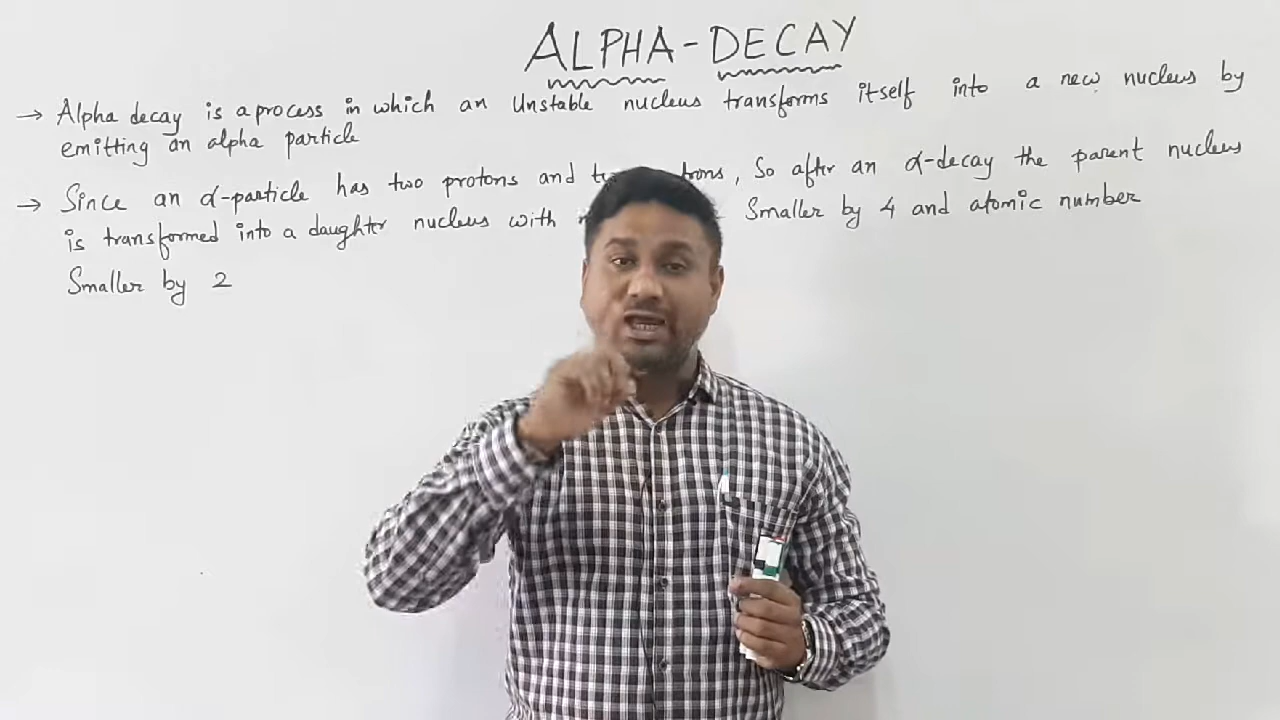 ALPHA-DECAY
→ Alpha decay is a process in which an Unstable nucleus transforms itself into a new nucleus by
emitting an alpha particle
→ Since an α-particle has two protons and trons, So after an α-decay the parent nucleus
is transformed into a daughter nucleus with Smaller by 4 and atomic number
Smaller by 2